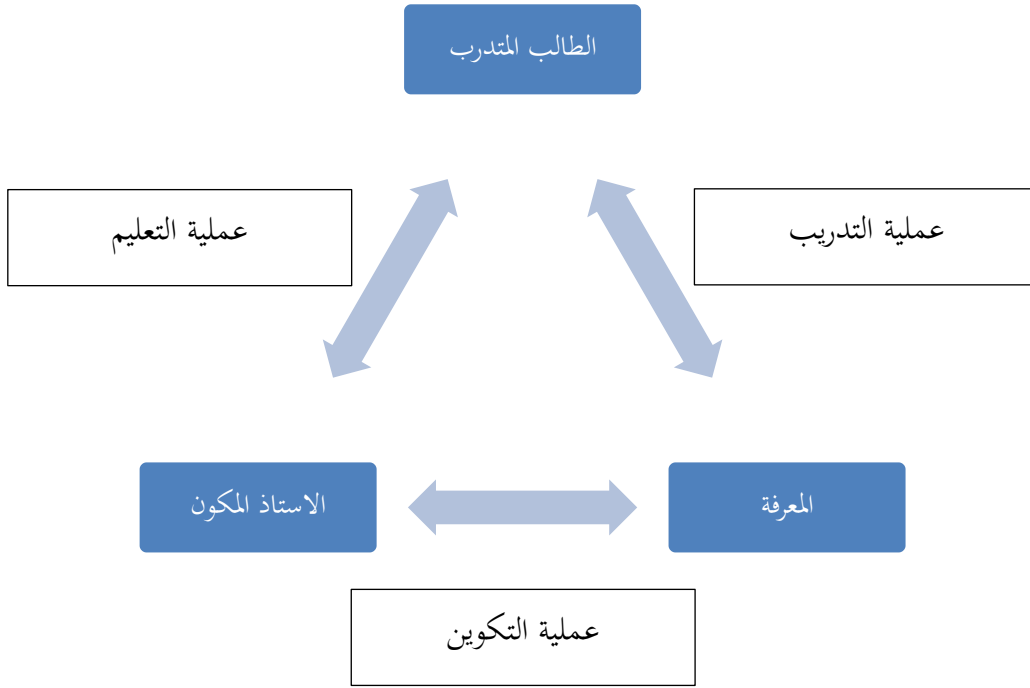 الطالب المتدرب
عملية التدريب
عملية التعليم
المعرفة
الاستاذ المكون
عملية التكوين